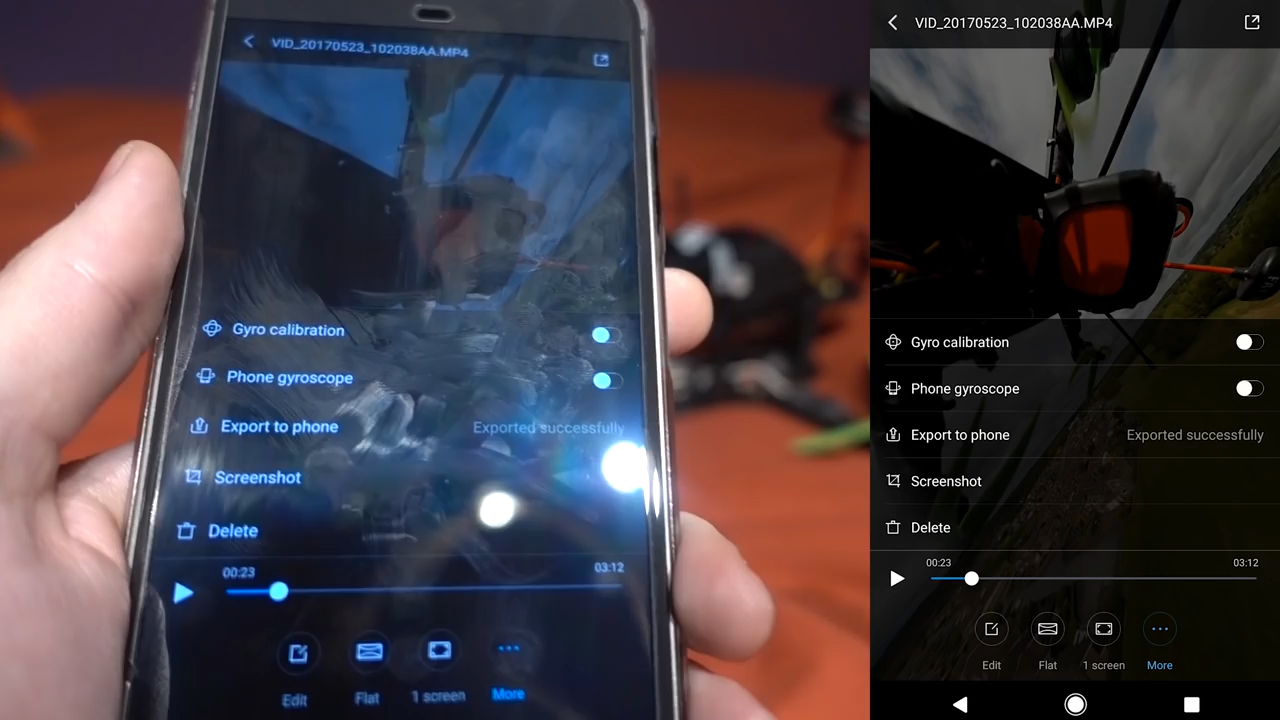 VID_20170523_102038AA.MP4
Gyro calibration
Phone gyroscope
Export to phone Exported successfully
Screenshot
Delete
00:23 03:12
Edit Flat 1 screen More
VID_20170523_102038AA.MP4
Gyro calibration
Phone gyroscope
Export to phone Exported successfully
Screenshot
Delete
00:23 03:12
Edit Flat 1 screen More